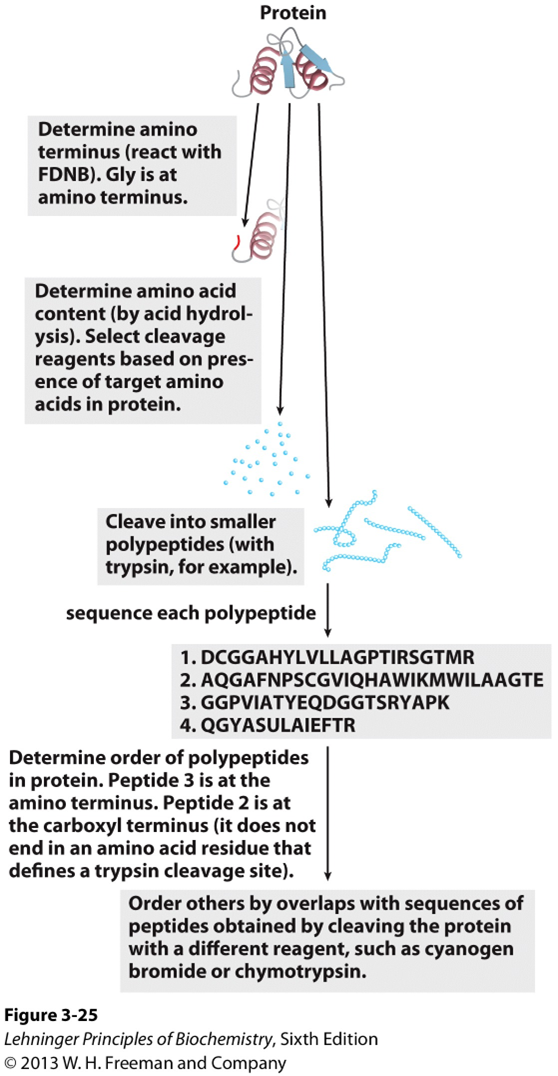 Protein
Determine amino
terminus (react with
FDNB). Gly is at
amino terminus.
Determine amino acid
content (by acid hydrol-
ysis). Select cleavage
reagents based on pres-
ence of target amino
acids in protein.
Cleave into smaller
polypeptides (with
trypsin, for example).
sequence each polypeptide
1. DCGGAHYLVLLAGPTIRSGTMR
2. AQGAFNPSCGVIQHAWIKMWILAAGTE
3. GGPVIATYEQDGGTSRYAPK
4. QGYASULAIEFTR
Determine order of polypeptides
in protein. Peptide 3 is at the
amino terminus. Peptide 2 is at
the carboxyl terminus (it does not
end in an amino acid residue that
defines a trypsin cleavage site).
Order others by overlaps with sequences of
peptides obtained by cleaving the protein
with a different reagent, such as cyanogen
bromide or chymotrypsin.
Figure 3-25
Lehninger Principles of Biochemistry, Sixth Edition
© 2013 W. H. Freeman and Company